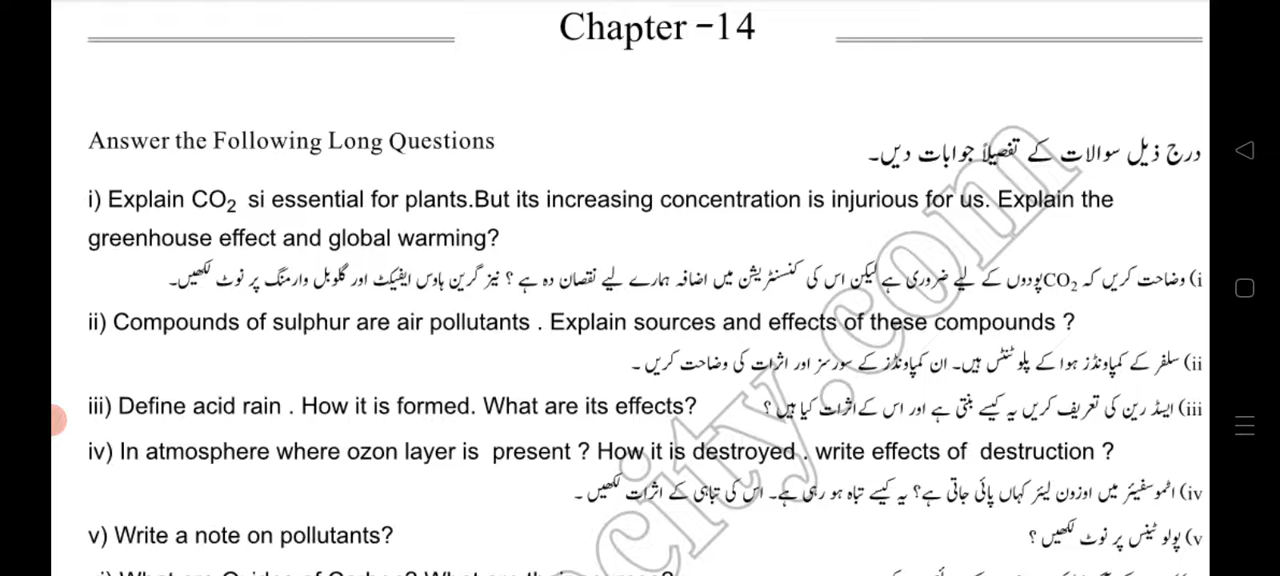 Chapter -14
Answer the Following Long Questions
درج ذیل سوالات کے تفصیلاً جوابات دیں۔
i) Explain CO₂ si essential for plants.But its increasing concentration is injurious for us. Explain the
greenhouse effect and global warming?
i) وضاحت کریں کہ CO₂ پودوں کے لیے ضروری ہے لیکن اس کی کنسنٹریشن میں اضافہ ہمارے لیے نقصان دہ ہے ؟ نیز گرین ہاوس ایفیکٹ اور گلوبل وارمنگ پر نوٹ لکھیں۔
ii) Compounds of sulphur are air pollutants . Explain sources and effects of these compounds ?
ii) سلفر کے کمپاونڈز ہوا کے پلوٹنٹس ہیں۔ ان کمپاونڈز کے سورسز اور اثرات کی وضاحت کریں ۔
iii) Define acid rain . How it is formed. What are its effects?
iii) ایسڈ رین کی تعریف کریں یہ کیسے بنتی ہے اور اس کے اثرات کیا ہیں ؟
iv) In atmosphere where ozon layer is present ? How it is destroyed . write effects of destruction ?
iv) اٹموسفیئر میں اوزون لیئر کہاں پائی جاتی ہے؟ یہ کیسے تباہ ہو رہی ہے۔ اس کی تباہی کے اثرات لکھیں ۔
v) Write a note on pollutants?
v) پولوٹینس پر نوٹ لکھیں ؟
city.com